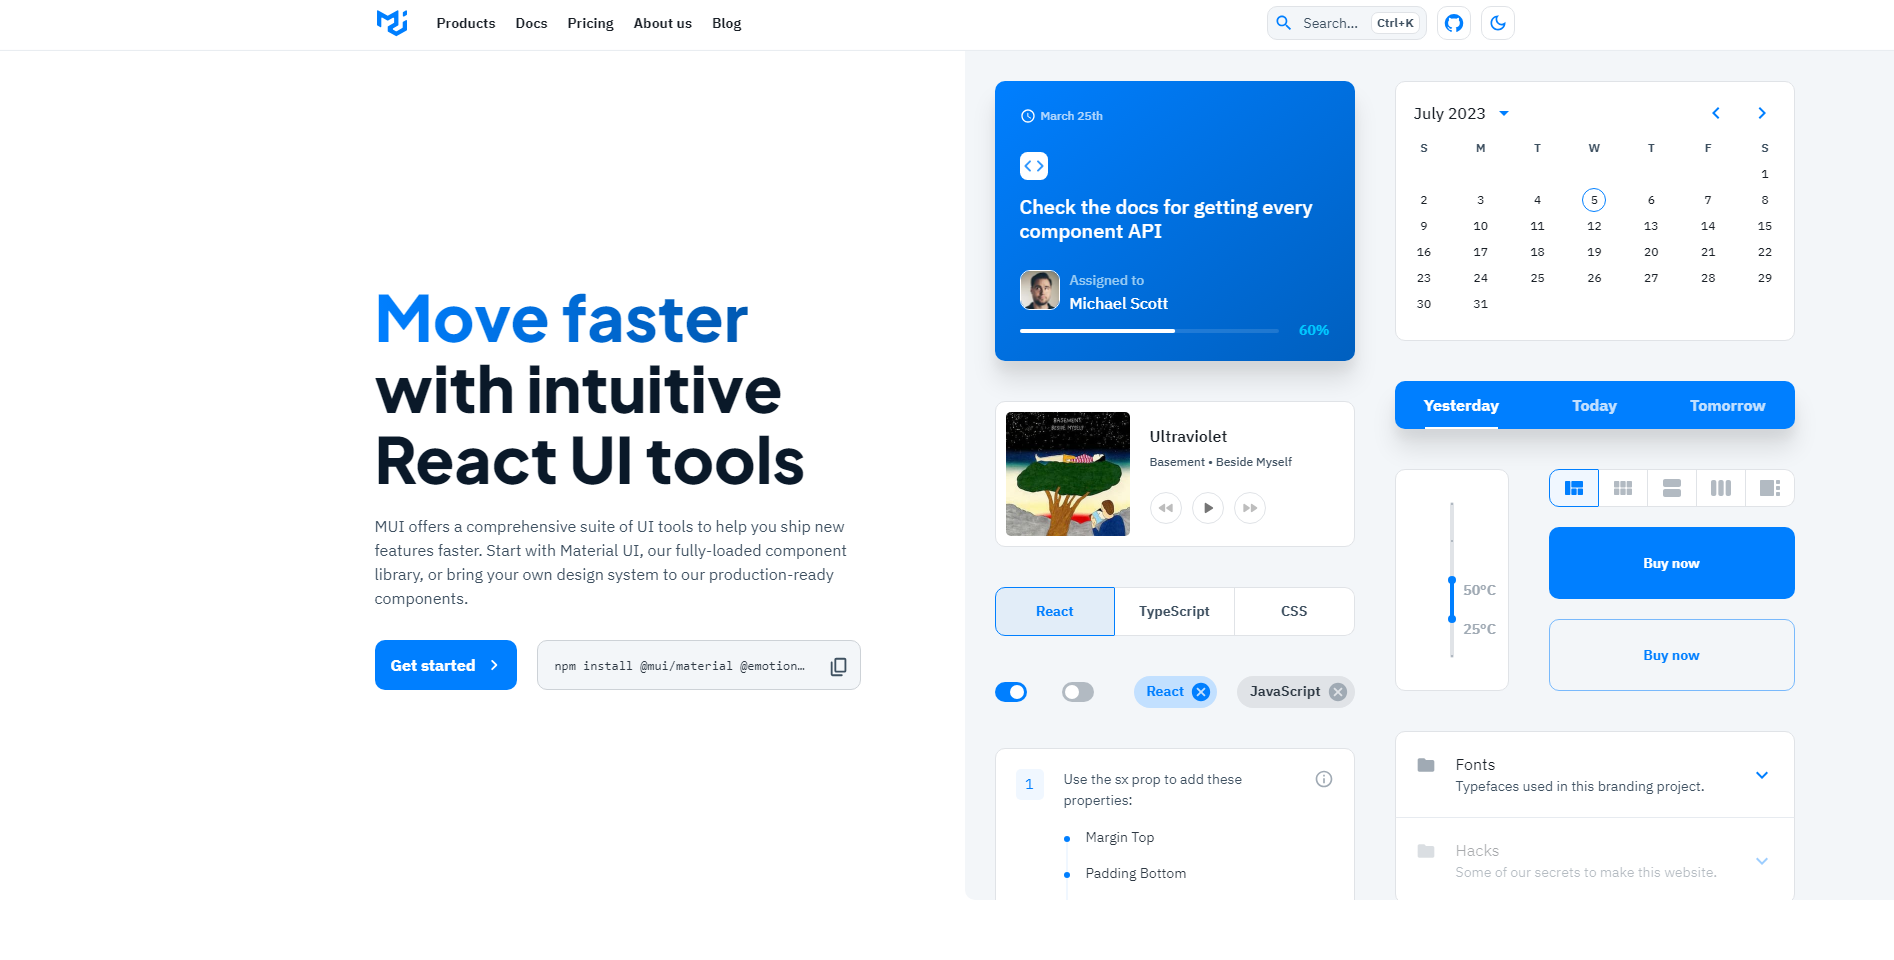 Products Docs Pricing About us Blog Search... Ctrl+K
Move faster
with intuitive
React UI tools
MUI offers a comprehensive suite of UI tools to help you ship new
features faster. Start with Material UI, our fully-loaded component
library, or bring your own design system to our production-ready
components.
Get started
npm install @mui/material @emotion…
March 25th
Check the docs for getting every
component API
Assigned to
Michael Scott
60%
BASEMENT
BESIDE MYSELF
Ultraviolet
Basement • Beside Myself
React TypeScript CSS
React JavaScript
1
Use the sx prop to add these
properties:
Margin Top
Padding Bottom
July 2023
S M T W T F S
1
2 3 4 5 6 7 8
9 10 11 12 13 14 15
16 17 18 19 20 21 22
23 24 25 26 27 28 29
30 31
Yesterday Today Tomorrow
50°C
25°C
Buy now
Buy now
Fonts
Typefaces used in this branding project.
Hacks
Some of our secrets to make this website.